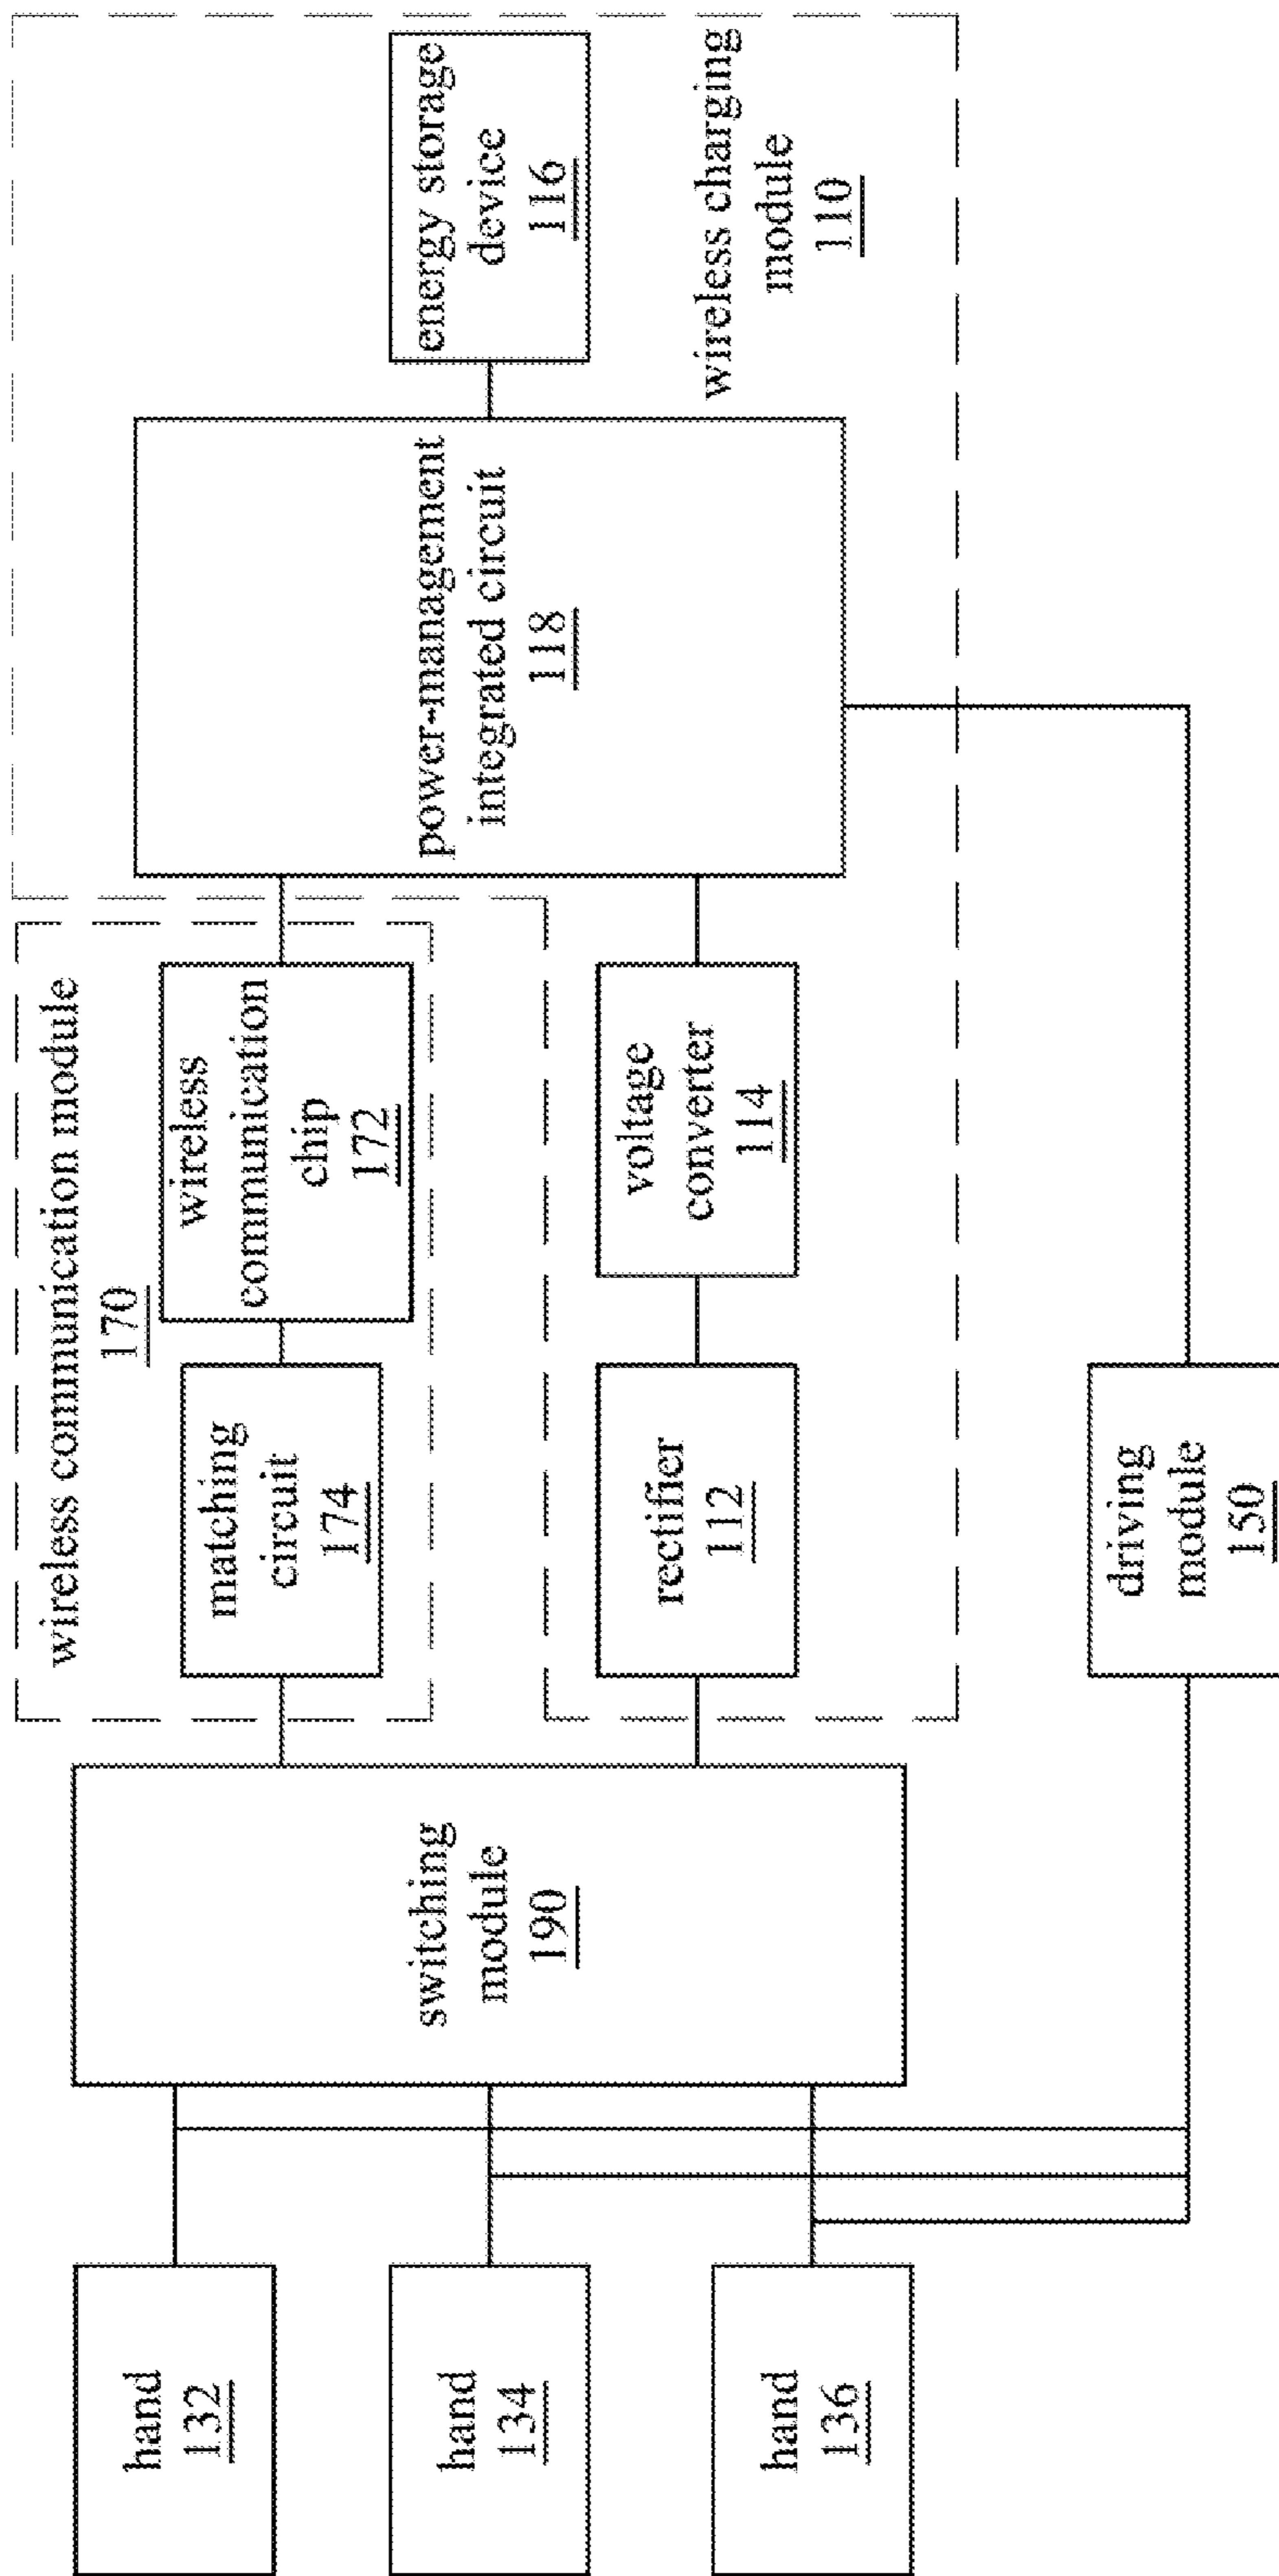 wireless communication module
170
matching
circuit
174
wireless
communication
chip
172
hand
132
hand
134
hand
136
switching
module
190
rectifier
112
voltage
converter
114
power-management
integrated circuit
118
energy storage
device
116
wireless charging
module
110
driving
module
150